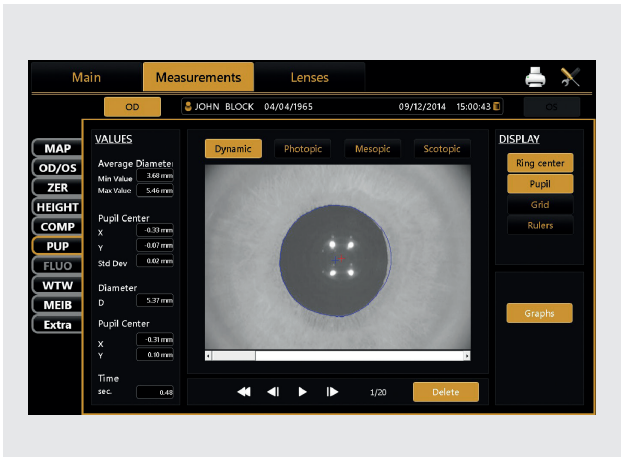 Main Measurements Lenses
OD JOHN BLOCK 04/04/1965 09/12/2014 15:00:43 OS
MAP
OD/OS
ZER
HEIGHT
COMP
PUP
FLUO
WTW
MEIB
Extra
VALUES
Average Diameter
Min Value 3.68 mm
Max Value 5.46 mm
Pupil Center
X -0.33 mm
Y -0.07 mm
Std Dev 0.02 mm
Diameter
D 5.37 mm
Pupil Center
X -0.31 mm
Y 0.10 mm
Time
sec. 0.48
Dynamic Photopic Mesopic Scotopic
1/20 Delete
DISPLAY
Ring center
Pupil
Grid
Rulers
Graphs